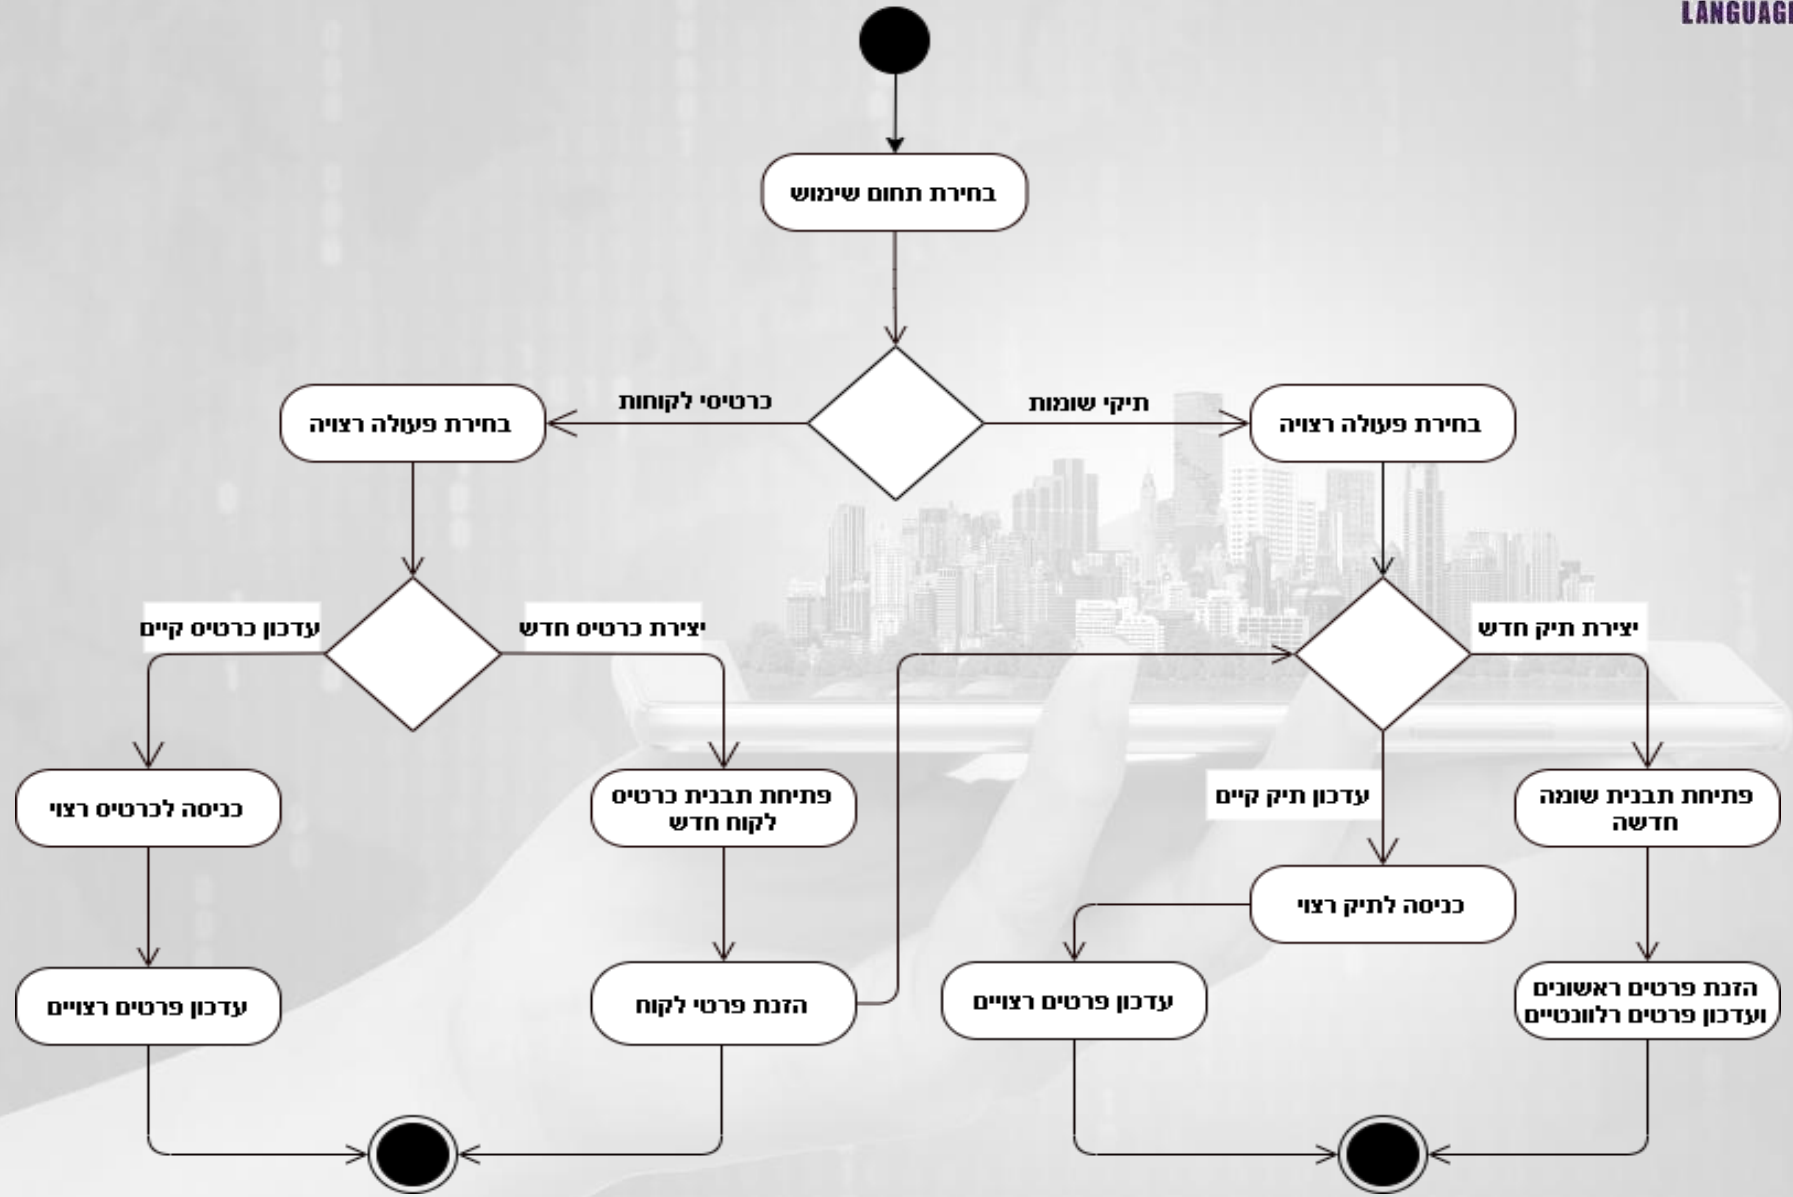 LANGUAGE
בחירת תחום שימוש
תיקי שומות
כרטיסי לקוחות
בחירת פעולה רצויה
בחירת פעולה רצויה
יצירת תיק חדש
יצירת כרטיס חדש
עדכון כרטיס קיים
פתיחת תבנית שומה
חדשה
עדכון תיק קיים
פתיחת תבנית כרטיס
לקוח חדש
כניסה לכרטיס רצוי
כניסה לתיק רצוי
הזנת פרטים ראשונים
ועדכון פרטים רלוונטיים
עדכון פרטים רצויים
הזנת פרטי לקוח
עדכון פרטים רצויים